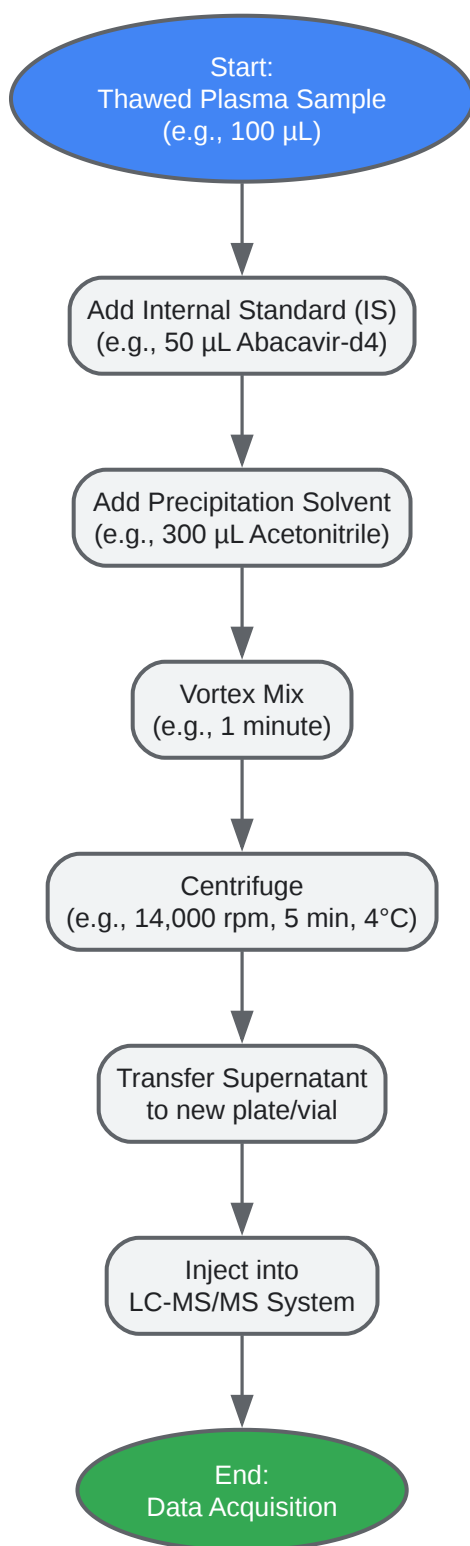 Start:
Thawed Plasma Sample
(e.g., 100 µL)
Add Internal Standard (IS)
(e.g., 50 µL Abacavir-d4)
Add Precipitation Solvent
(e.g., 300 µL Acetonitrile)
Vortex Mix
(e.g., 1 minute)
Centrifuge
(e.g., 14,000 rpm, 5 min, 4°C)
Transfer Supernatant
to new plate/vial
Inject into
LC-MS/MS System
End:
Data Acquisition